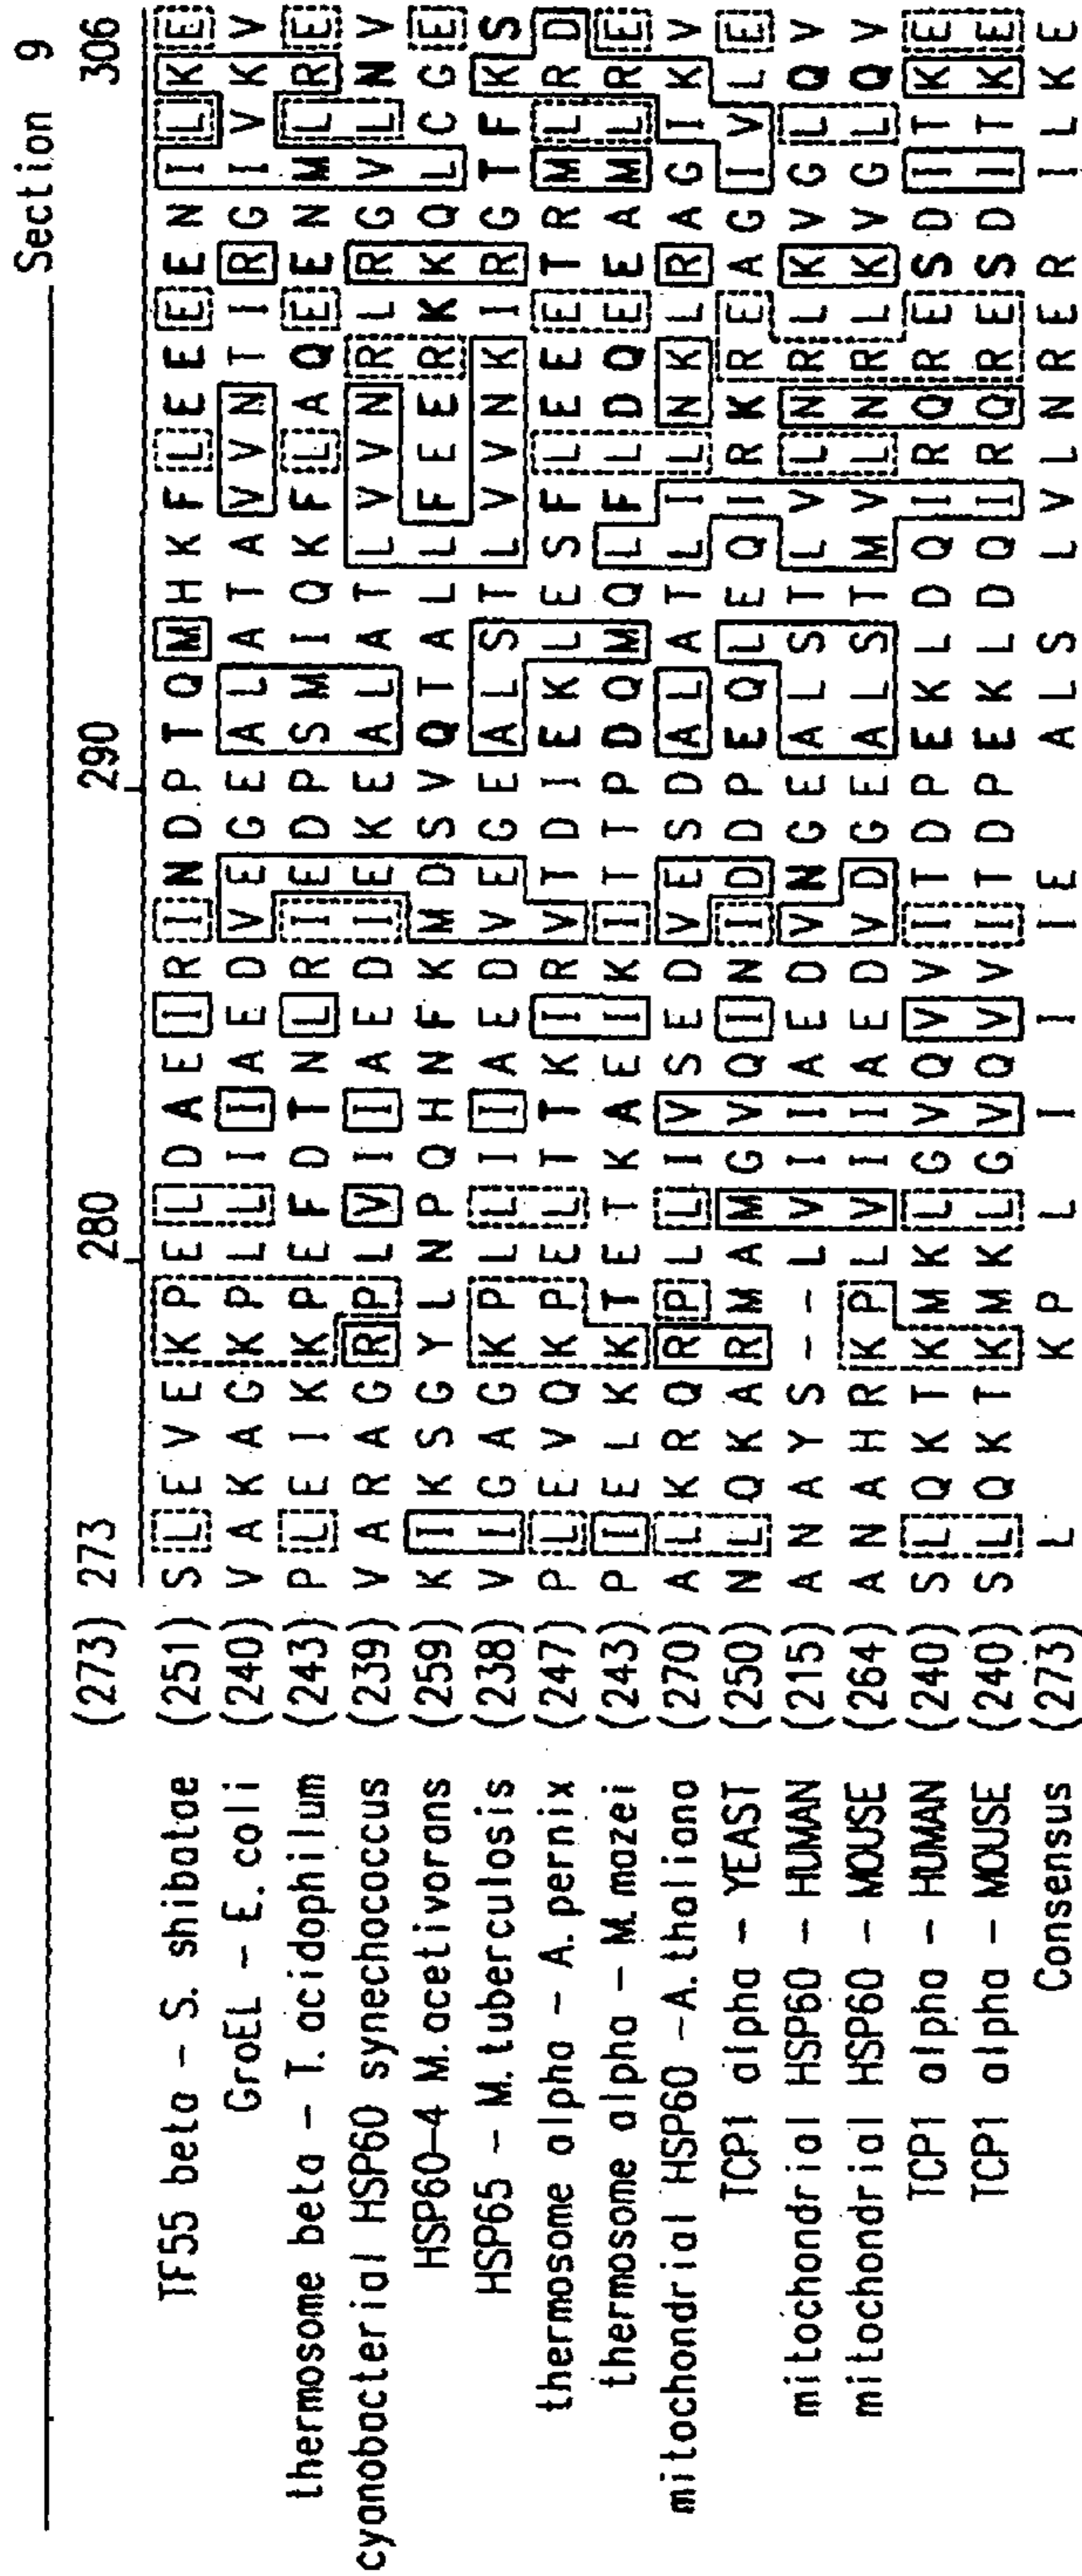 Section 9
(273) 273 280 290 306
TF55 beta - S. shibatae (251) S L E V E K P E L D A E I R I N D P T Q M H K F L E E E E N I L K E
GroEL - E. coli (240) V A K A G K P L L I I A E D V E G E A L A T A V V N T I R G I V K V
thermosome beta - T. acidophilum (243) P L E I K K P E F D T N L R I E D P S M I Q K F L A Q E E N M L R E
cyanobacterial HSP60 synechococcus (239) V A R A G R P L V I I A E D I E K E A L A T L V V N R L R G V L N V
HSP60-4 M. acetivorans (259) K I K S G Y L N P Q H N F K M D S V Q T A L L F E E R K K Q L C G E
HSP65 - M. tuberculosis (238) V I G A G K P L L I I A E D V E G E A L S T L V V N K I R G T F K S
thermosome alpha - A. pernix (247) P L E V Q K P E L T T K I R V T D I E K L E S F L E E E T R M L R D
thermosome alpha - M. mazei (243) P I E L K K T E T K A E I K I T T P D Q M Q L F L D Q E E A M L R E
mitochondrial HSP60 - A. thaliana (270) A L K R Q R P L L I V S E D V E S D A L A T L I L N K L R A G I K V
TCP1 alpha - YEAST (250) N L Q K A R M A M G V Q I N I D D P E Q L E Q I R K R E A G I V L E
mitochondrial HSP60 - HUMAN (215) A N A Y S - - L V I I A E D V N G E A L S T L V L N R L K V G L Q V
mitochondrial HSP60 - MOUSE (264) A N A H R K P L V I I A E D V D G E A L S T M V L N R L K V G L Q V
TCP1 alpha - HUMAN (240) S L Q K T K M K L G V Q V V I T D P E K L D Q I R Q R E S D I T K E
TCP1 alpha - MOUSE (240) S L Q K T K M K L G V Q V V I T D P E K L D Q I R Q R E S D I T K E
Consensus (273) L K P L I I I E A L S L V L N R E R I L K E